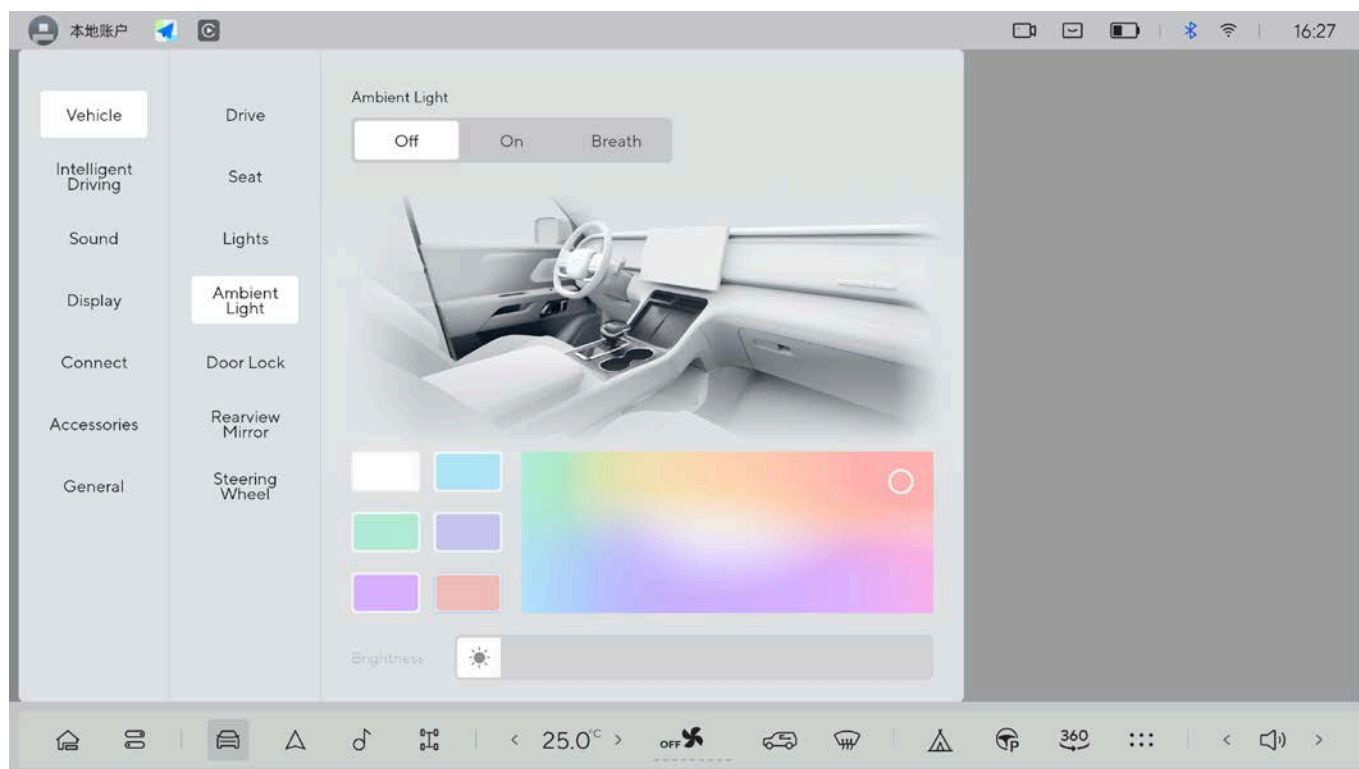 本地账户
16:27
Vehicle
Intelligent
Driving
Sound
Display
Connect
Accessories
General
Drive
Seat
Lights
Ambient
Light
Door Lock
Rearview
Mirror
Steering
Wheel
Ambient Light
Off On Breath
Brightness
< 25.0°C >
OFF
P
360
< >